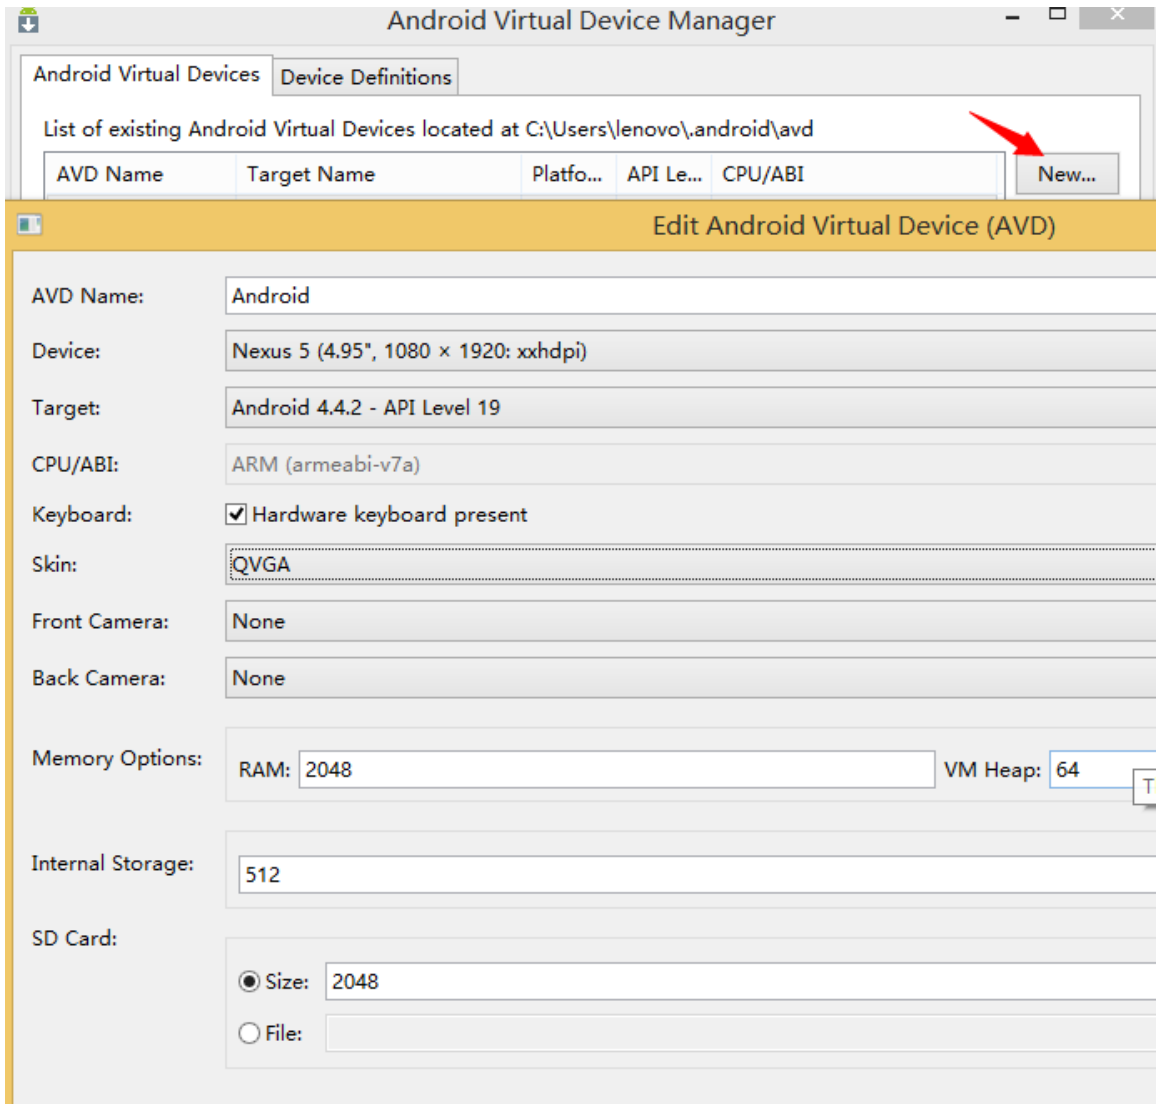 Android Virtual Device Manager
Android Virtual Devices Device Definitions
List of existing Android Virtual Devices located at C:\Users\lenovo\.android\avd
AVD Name Target Name Platfo... API Le... CPU/ABI New...
Edit Android Virtual Device (AVD)
AVD Name: Android
Device: Nexus 5 (4.95", 1080 × 1920: xxhdpi)
Target: Android 4.4.2 - API Level 19
CPU/ABI: ARM (armeabi-v7a)
Keyboard: Hardware keyboard present
Skin: QVGA
Front Camera: None
Back Camera: None
Memory Options: RAM: 2048 VM Heap: 64
Internal Storage: 512
SD Card:
Size: 2048
File: